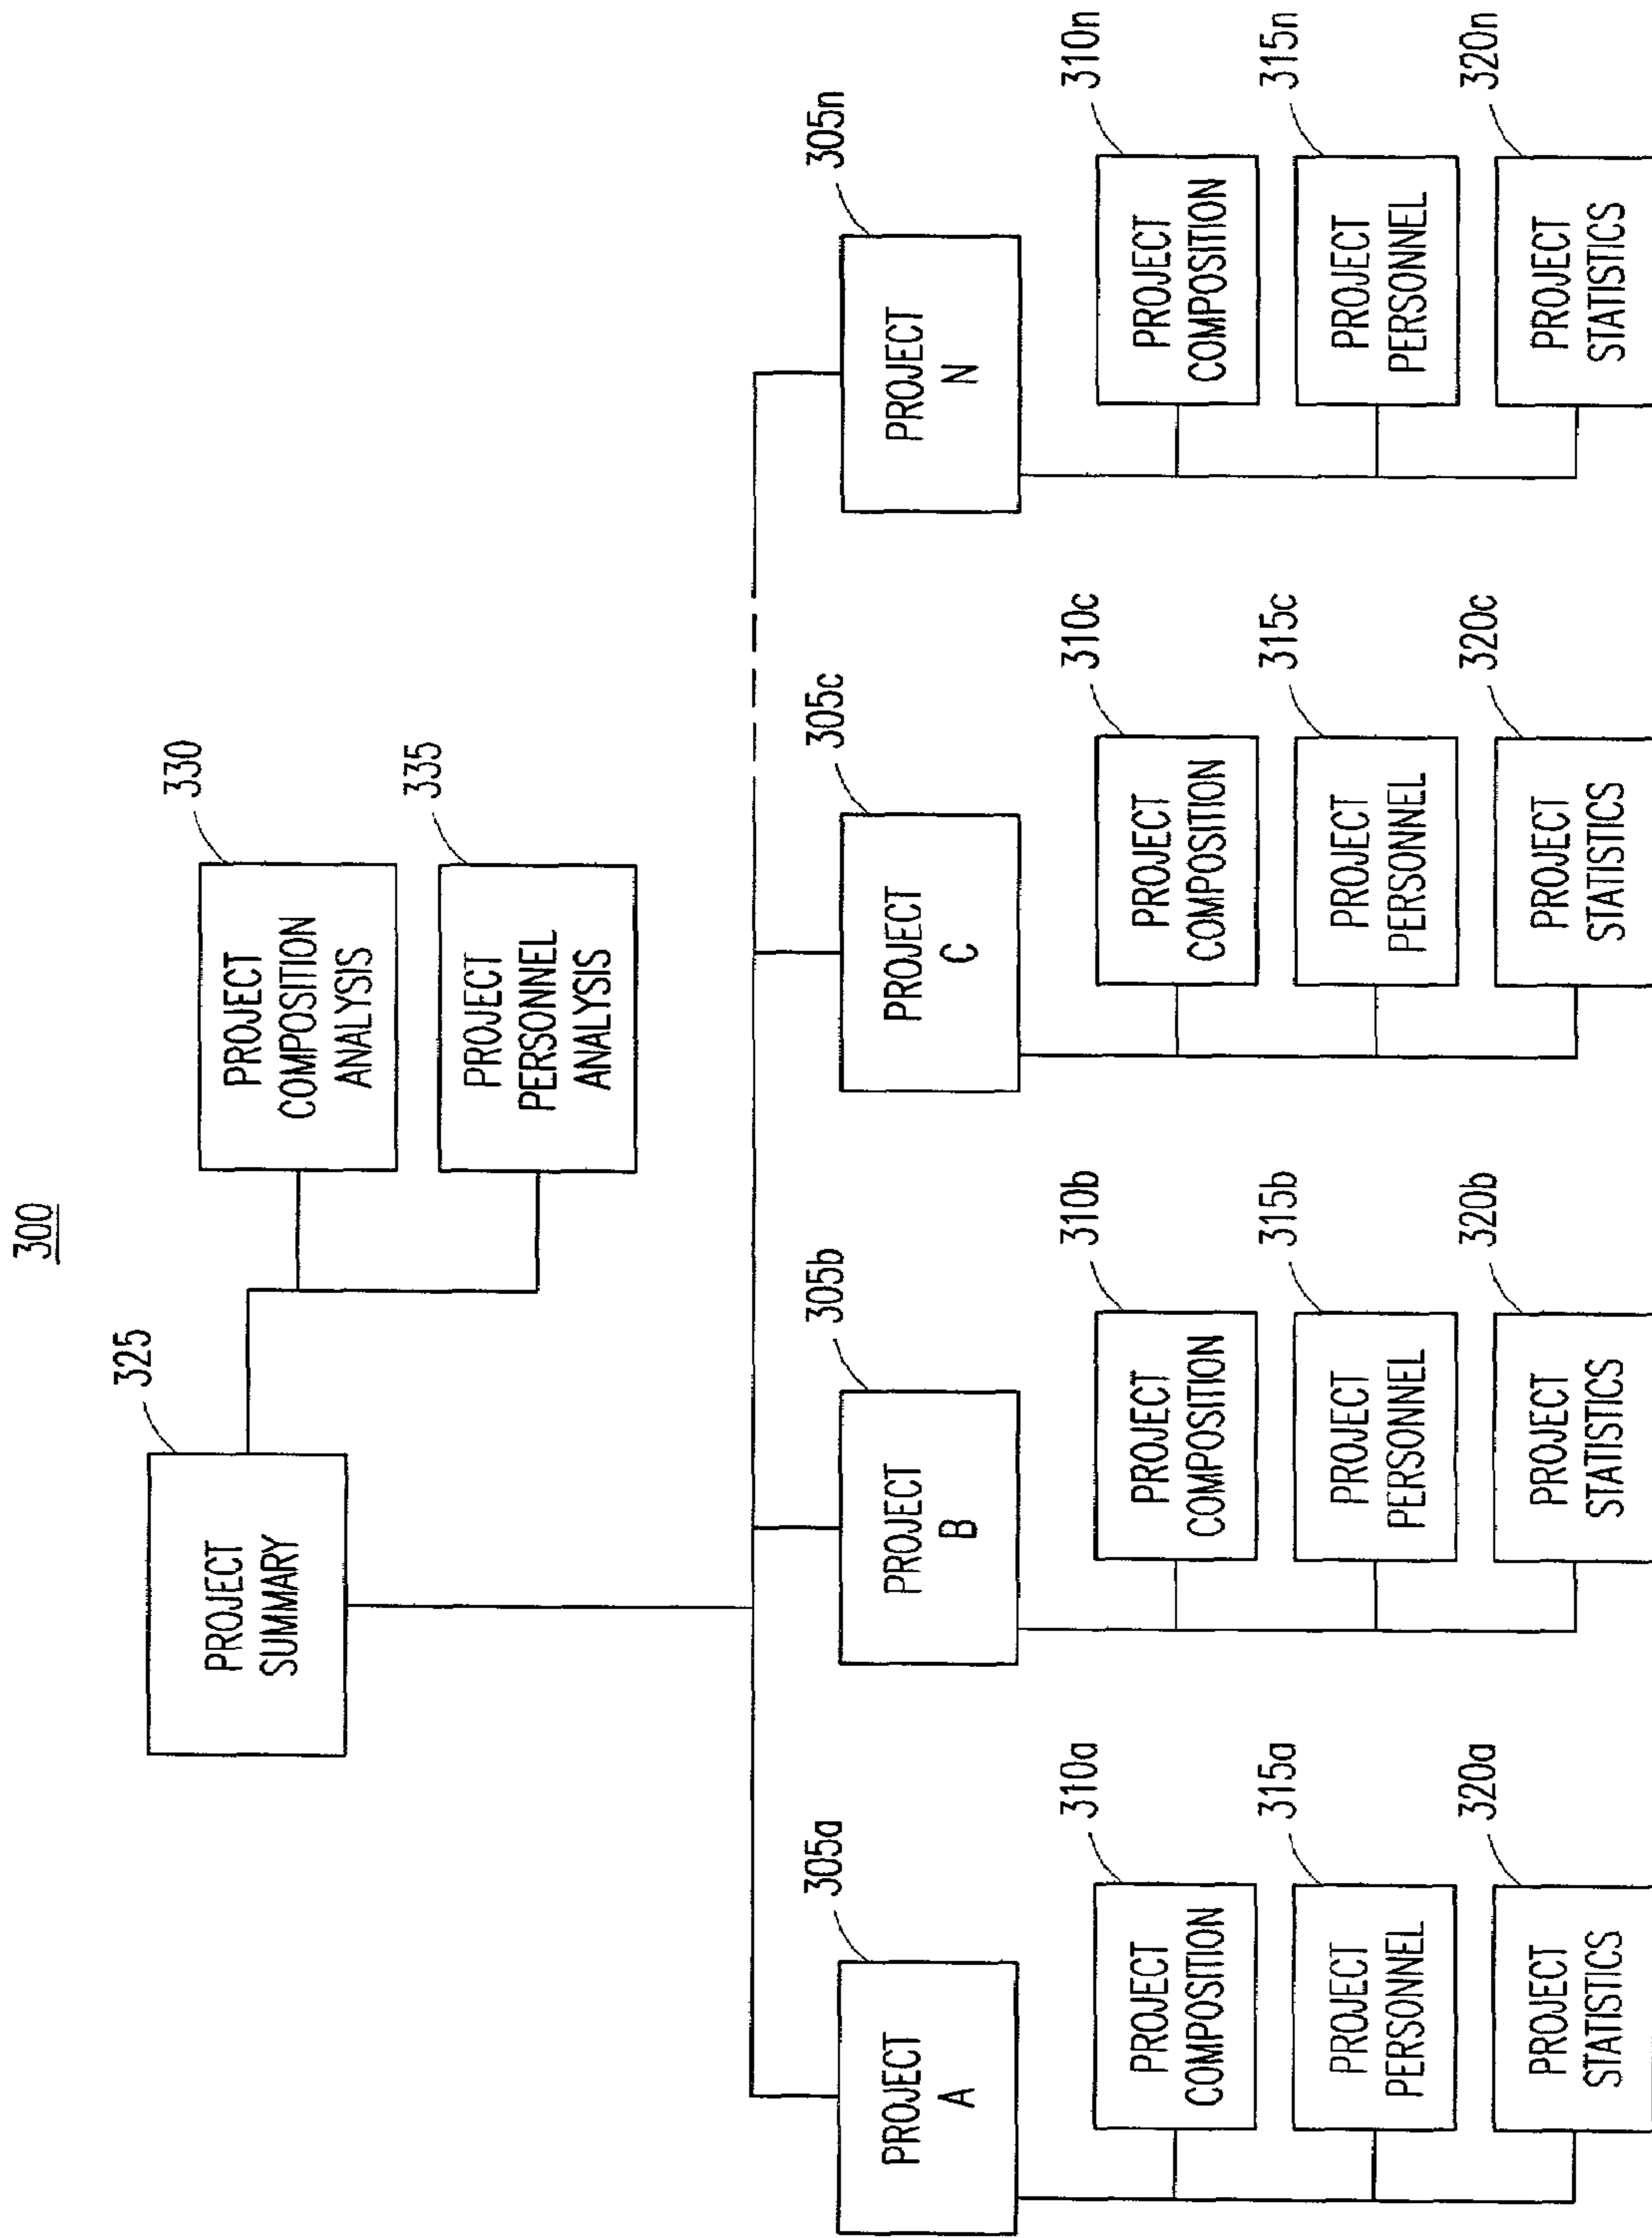 300
325
PROJECT
SUMMARY
330
PROJECT
COMPOSITION
ANALYSIS
335
PROJECT
PERSONNEL
ANALYSIS
305a
PROJECT
A
310a
PROJECT
COMPOSITION
315a
PROJECT
PERSONNEL
320a
PROJECT
STATISTICS
305b
PROJECT
B
310b
PROJECT
COMPOSITION
315b
PROJECT
PERSONNEL
320b
PROJECT
STATISTICS
305c
PROJECT
C
310c
PROJECT
COMPOSITION
315c
PROJECT
PERSONNEL
320c
PROJECT
STATISTICS
305n
PROJECT
N
310n
PROJECT
COMPOSITION
315n
PROJECT
PERSONNEL
320n
PROJECT
STATISTICS